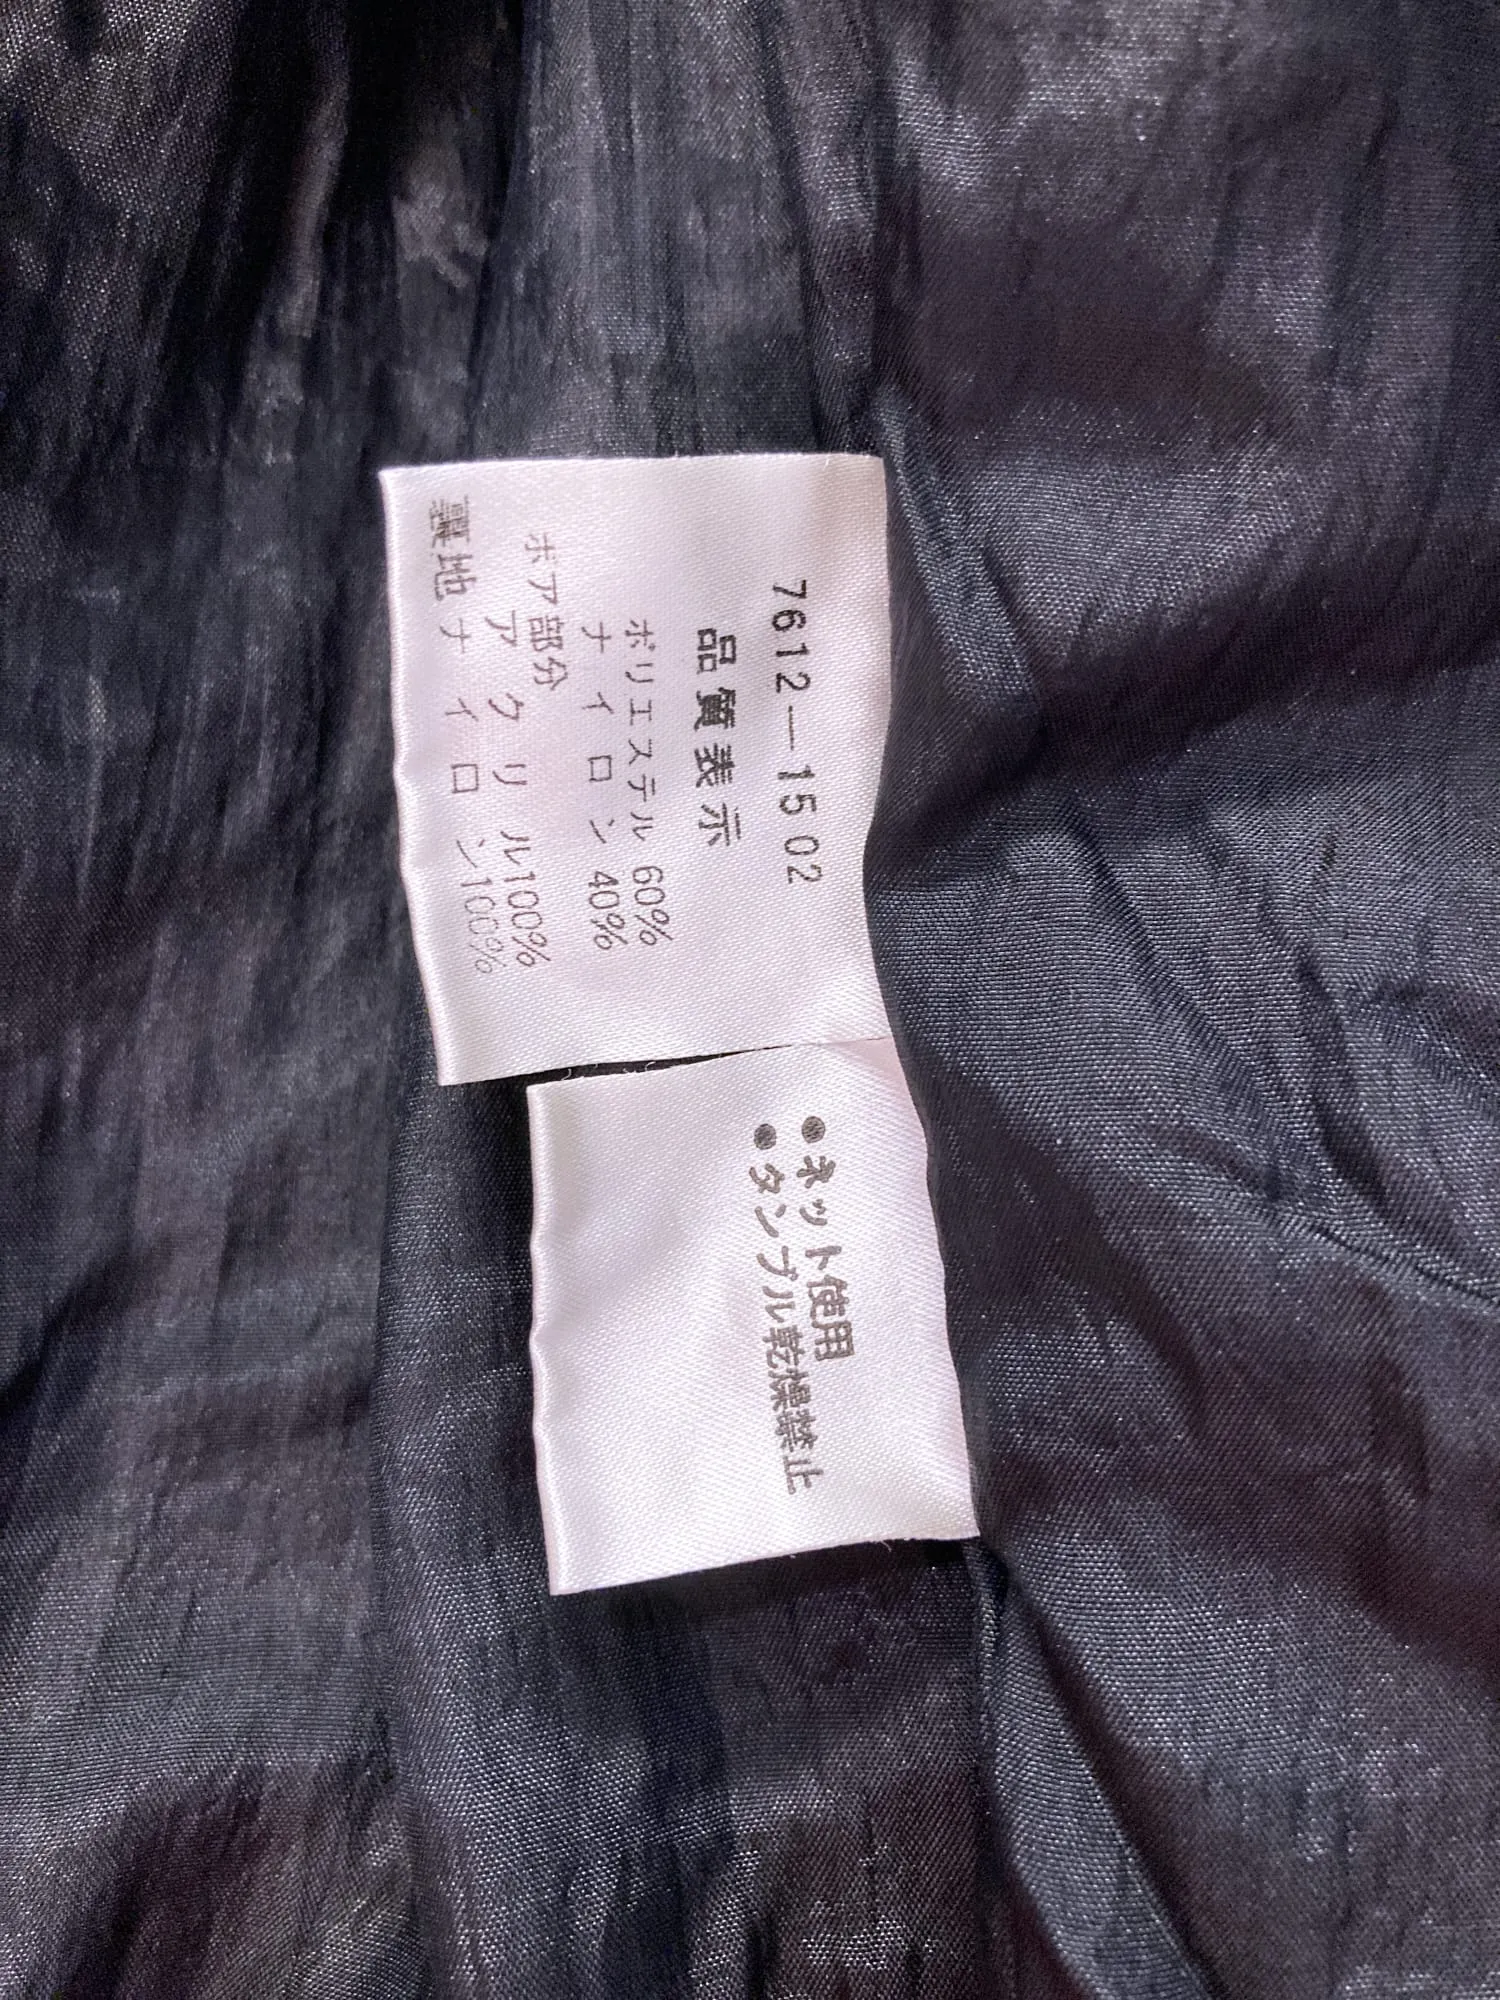 7612-1502
品質表示
ポリエステル 60%
ナイロン 40%
ボア部分
アクリル100%
裏地 ナイロン100%
●ネット使用
●タンブル乾燥禁止